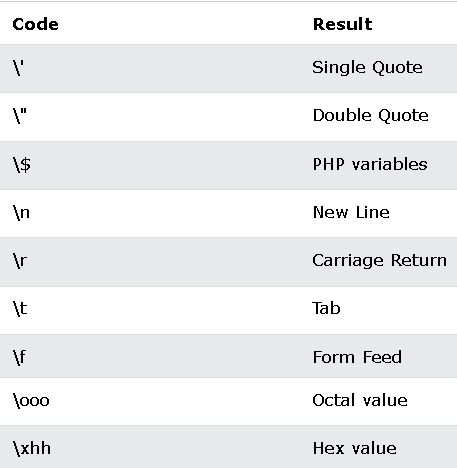 Code Result
\' Single Quote
\" Double Quote
\$ PHP variables
\n New Line
\r Carriage Return
\t Tab
\f Form Feed
\ooo Octal value
\xhh Hex value